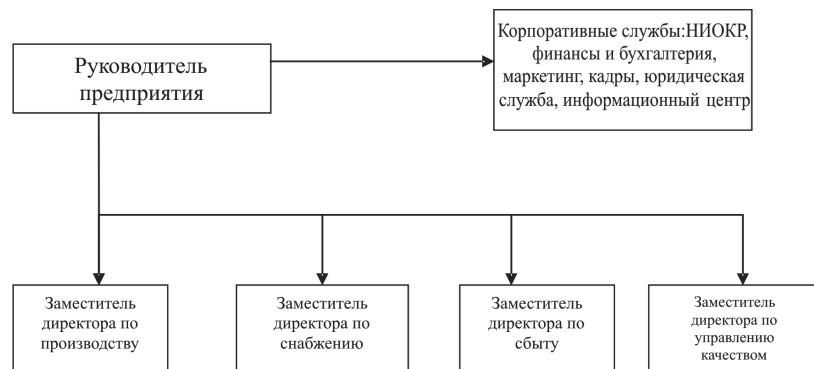 Руководитель
предприятия
Корпоративные службы:НИОКР,
финансы и бухгалтерия,
маркетинг, кадры, юридическая
служба, информационный центр
Заместитель
директора по
производству
Заместитель
директора по
снабжению
Заместитель
директора по
сбыту
Заместитель
директора по
управлению
качеством